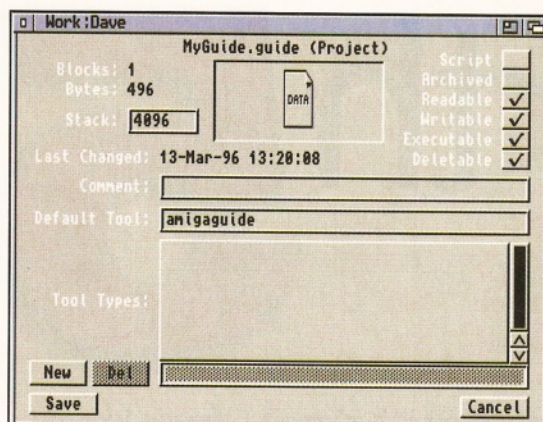 Work:Dave
MyGuide.guide (Project)
Blocks: 1
Bytes: 496
Stack: 4096
DATA
Script
Archived
Readable
Writable
Executable
Deletable
Last Changed: 13-Mar-96 13:20:08
Comment:
Default Tool: amigaguide
Tool Types:
New Del
Save Cancel